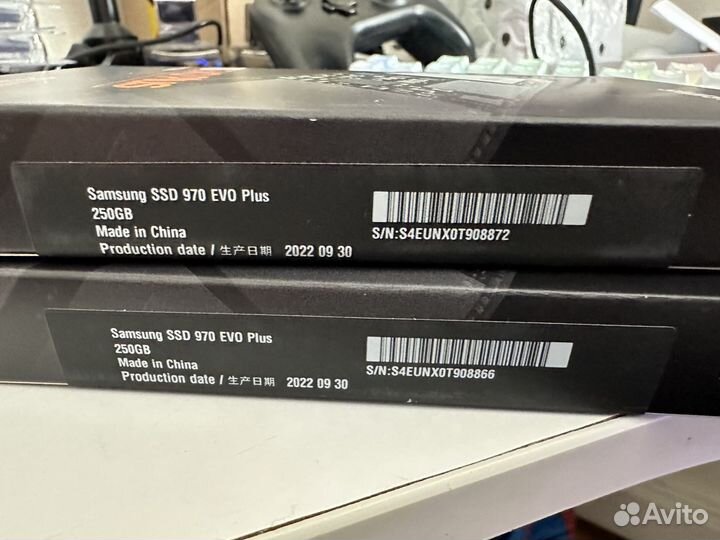 Samsung SSD 970 EVO Plus
250GB
Made in China
Production date / 生产日期 2022 09 30
S/N:S4EUNX0T908872
Samsung SSD 970 EVO Plus
250GB
Made in China
Production date / 生产日期 2022 09 30
S/N:S4EUNX0T908866
Avito